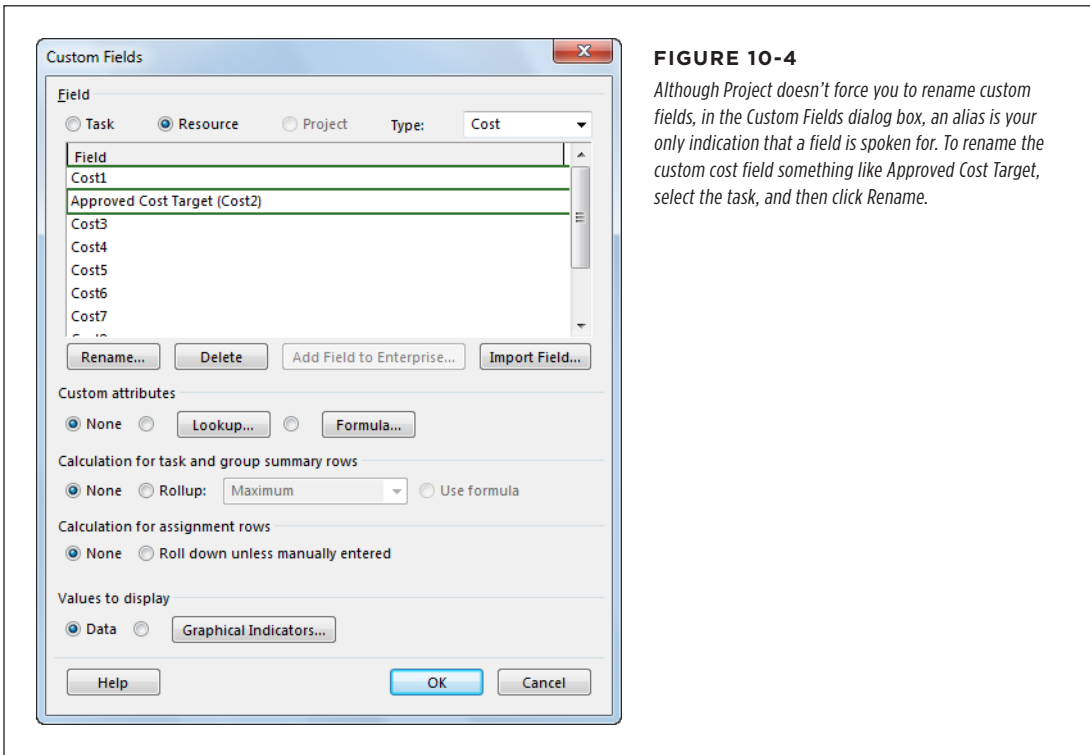 Custom Fields
Field
Task Resource Project Type: Cost
Field
Cost1
Approved Cost Target (Cost2)
Cost3
Cost4
Cost5
Cost6
Cost7
Rename... Delete Add Field to Enterprise... Import Field...
Custom attributes
None Lookup... Formula...
Calculation for task and group summary rows
None Rollup: Maximum Use formula
Calculation for assignment rows
None Roll down unless manually entered
Values to display
Data Graphical Indicators...
Help OK Cancel
FIGURE 10-4
Although Project doesn't force you to rename custom
fields, in the Custom Fields dialog box, an alias is your
only indication that a field is spoken for. To rename the
custom cost field something like Approved Cost Target,
select the task, and then click Rename.